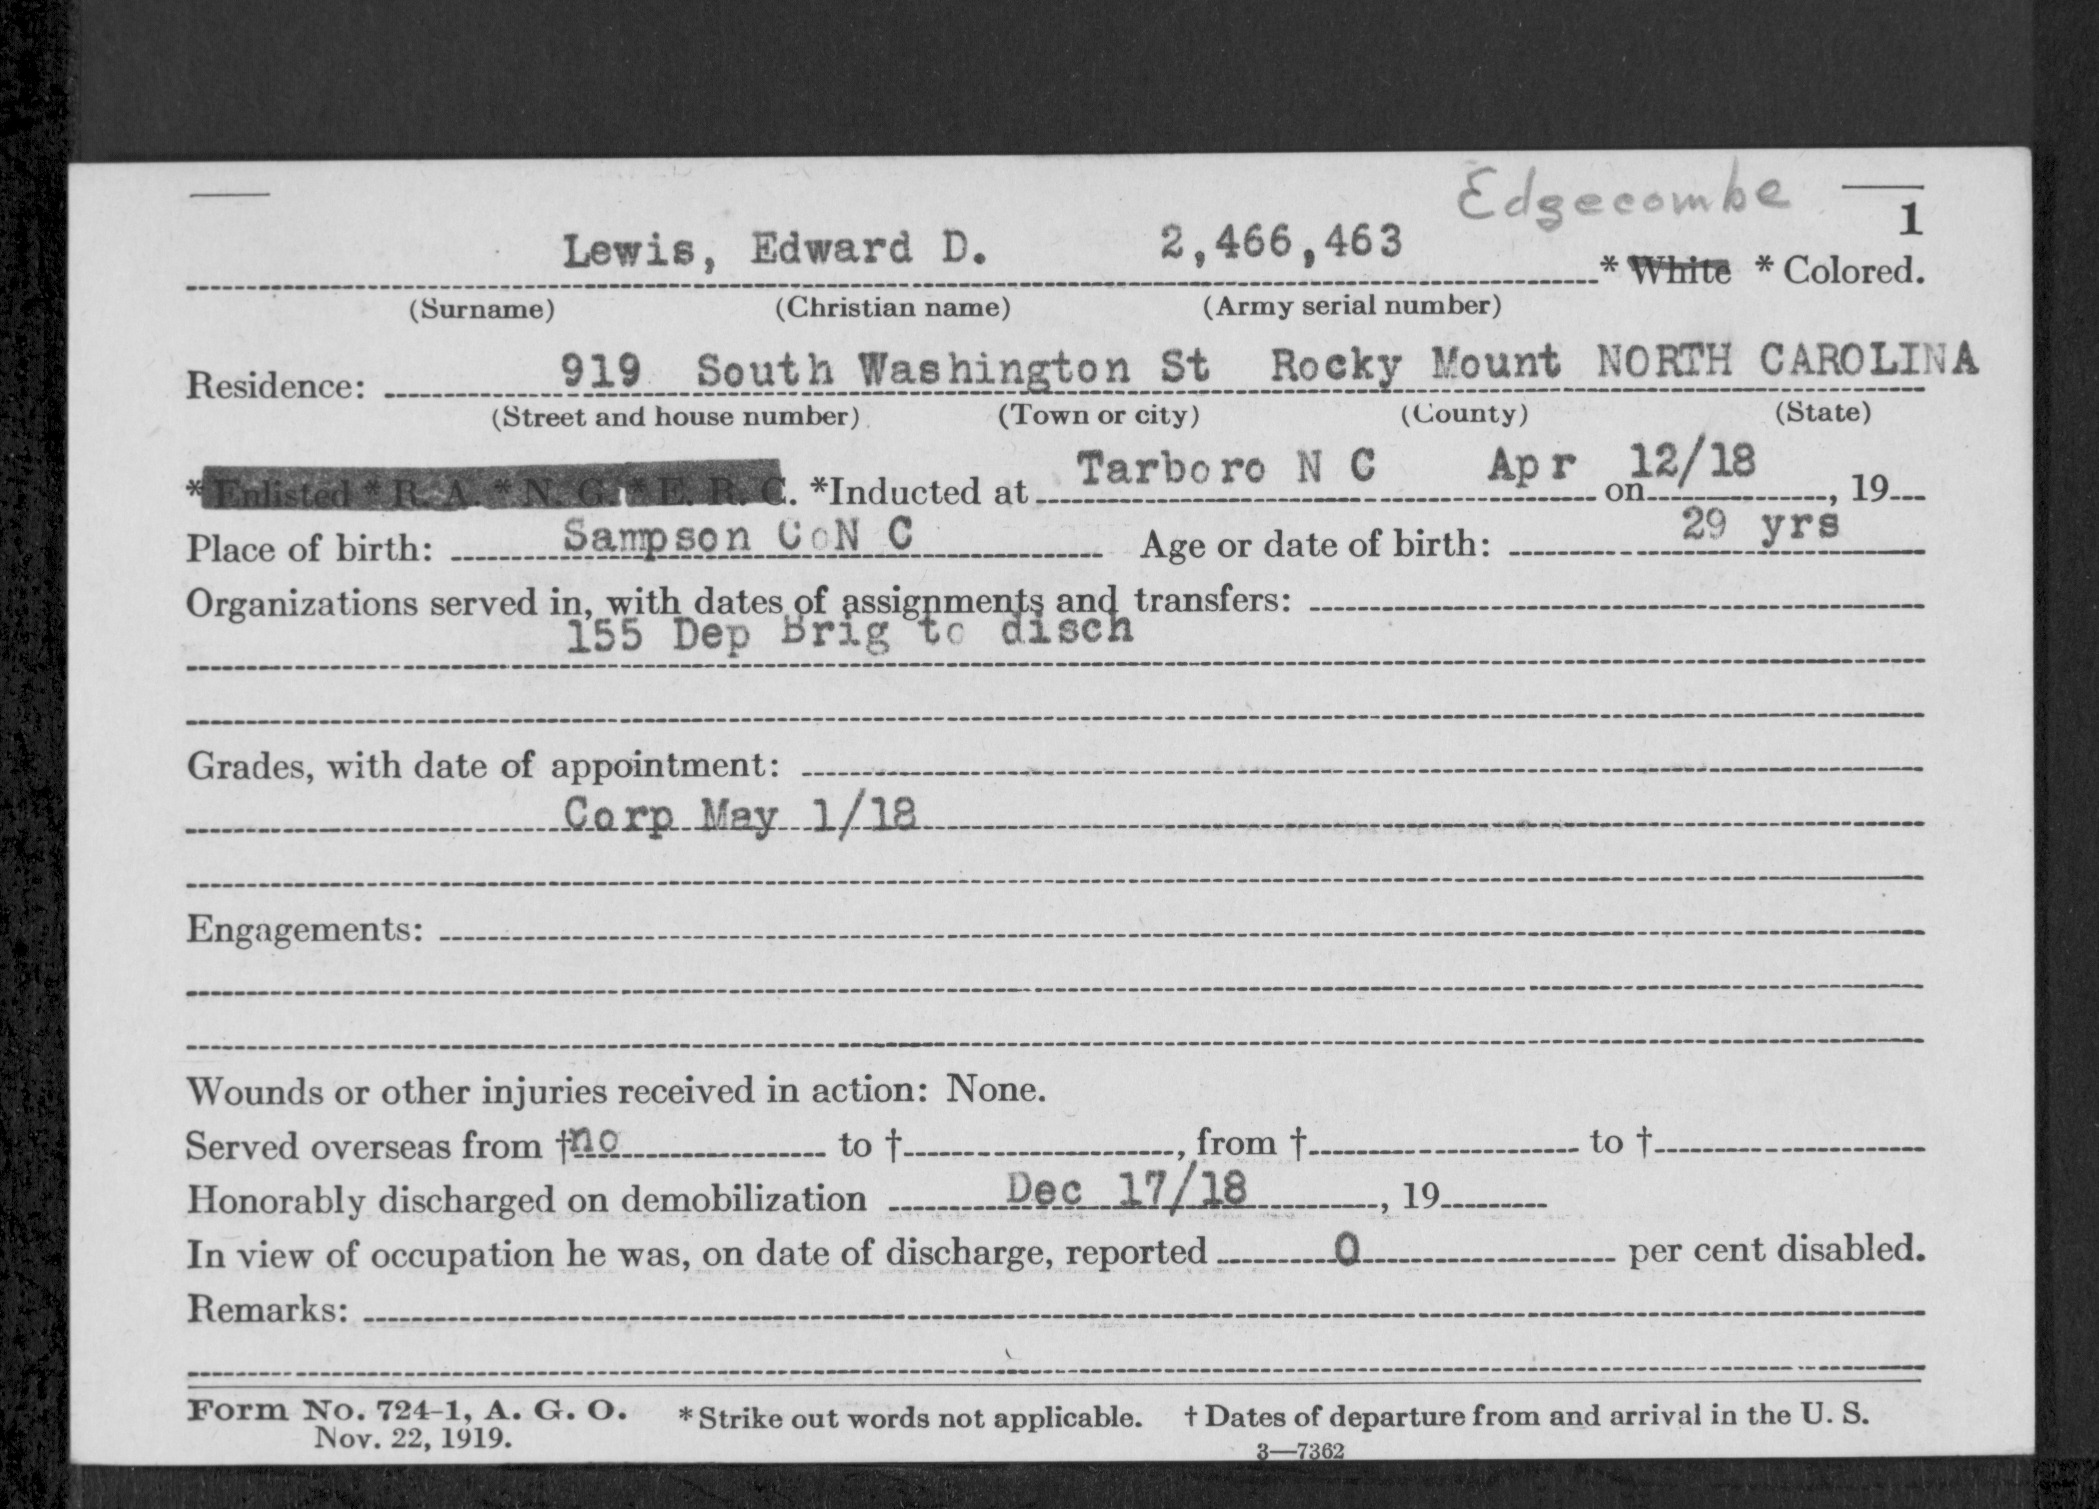 Edgecombe
1
Lewis, Edward D. 2,466,463 * White * Colored.
(Surname) (Christian name) (Army serial number)
Residence: 919 South Washington St Rocky Mount NORTH CAROLINA
(Street and house number) (Town or city) (County) (State)
*Enlisted * R. A. * N. G. * E. R. C. *Inducted at Tarboro N C Apr on 12/18, 19
Place of birth: Sampson Co N C Age or date of birth: 29 yrs
Organizations served in, with dates of assignments and transfers:
155 Dep Brig to disch
Grades, with date of appointment:
Corp May 1/18
Engagements:
Wounds or other injuries received in action: None.
Served overseas from †no to †, from † to †
Honorably discharged on demobilization Dec 17/18, 19
In view of occupation he was, on date of discharge, reported 0 per cent disabled.
Remarks:
Form No. 724-1, A. G. O. *Strike out words not applicable. † Dates of departure from and arrival in the U. S.
Nov. 22, 1919.
3—7362